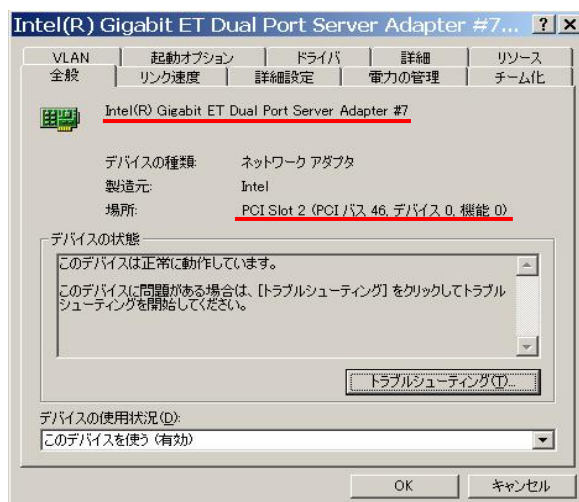 Intel(R) Gigabit ET Dual Port Server Adapter #7...
VLAN 起動オプション ドライバ 詳細 リソース
全般 リンク速度 詳細設定 電力の管理 チーム化
Intel(R) Gigabit ET Dual Port Server Adapter #7
デバイスの種類: ネットワーク アダプタ
製造元: Intel
場所: PCI Slot 2 (PCI バス 46, デバイス 0, 機能 0)
デバイスの状態
このデバイスは正常に動作しています。
このデバイスに問題がある場合は、[トラブルシューティング] をクリックしてトラブル
シューティングを開始してください。
トラブルシューティング(T)...
デバイスの使用状況(D):
このデバイスを使う (有効)
OK キャンセル